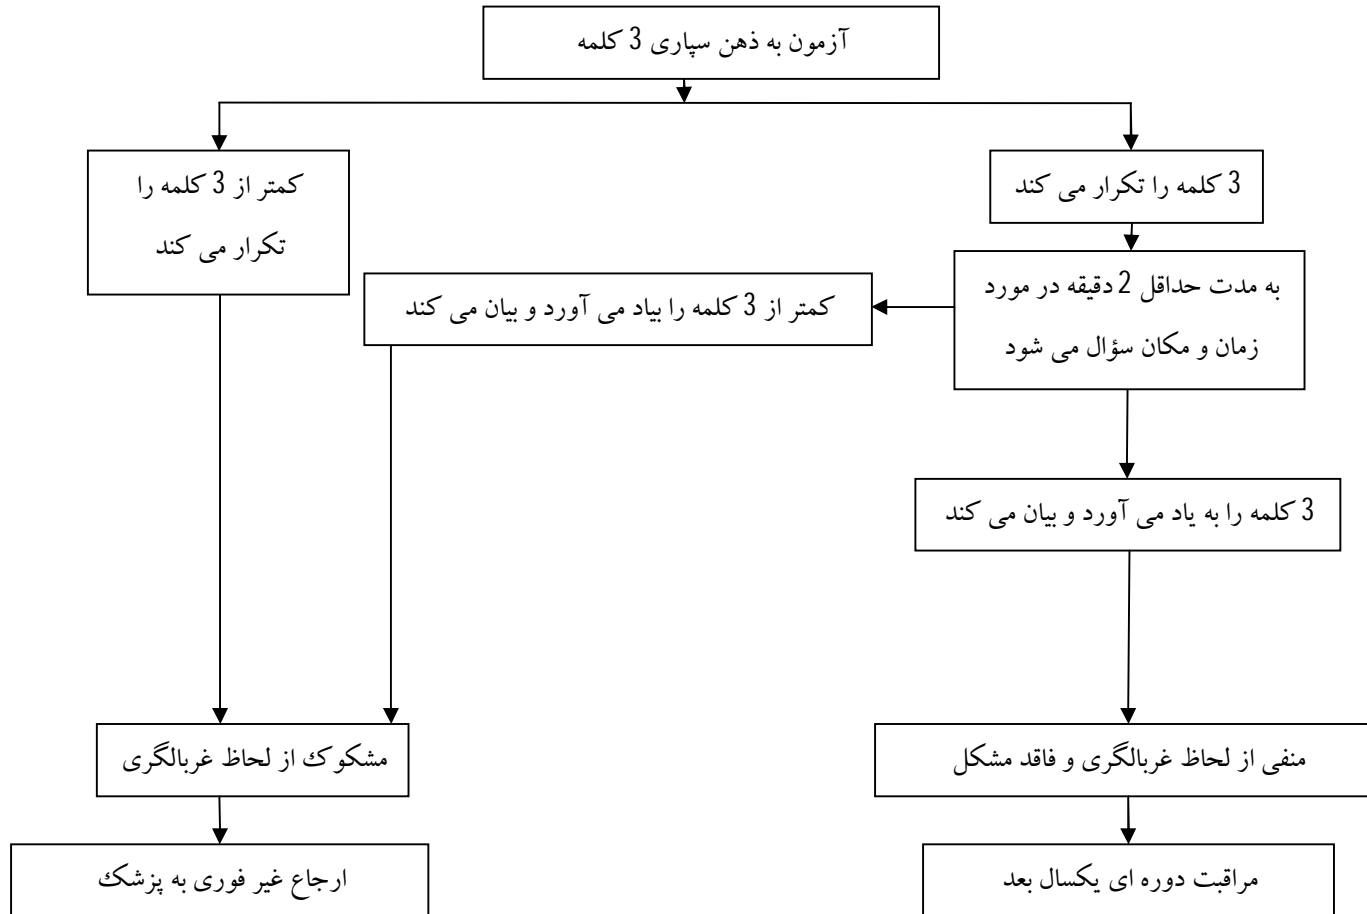 آزمون به ذهن سپاری 3 کلمه
3 کلمه را تکرار می کند
کمتر از 3 کلمه را
تکرار می کند
به مدت حداقل 2 دقیقه در مورد
زمان و مکان سؤال می شود
کمتر از 3 کلمه را بیاد می آورد و بیان می کند
3 کلمه را به یاد می آورد و بیان می کند
منفی از لحاظ غربالگری و فاقد مشکل
مشکوک از لحاظ غربالگری
مراقبت دوره ای یکسال بعد
ارجاع غیر فوری به پزشک